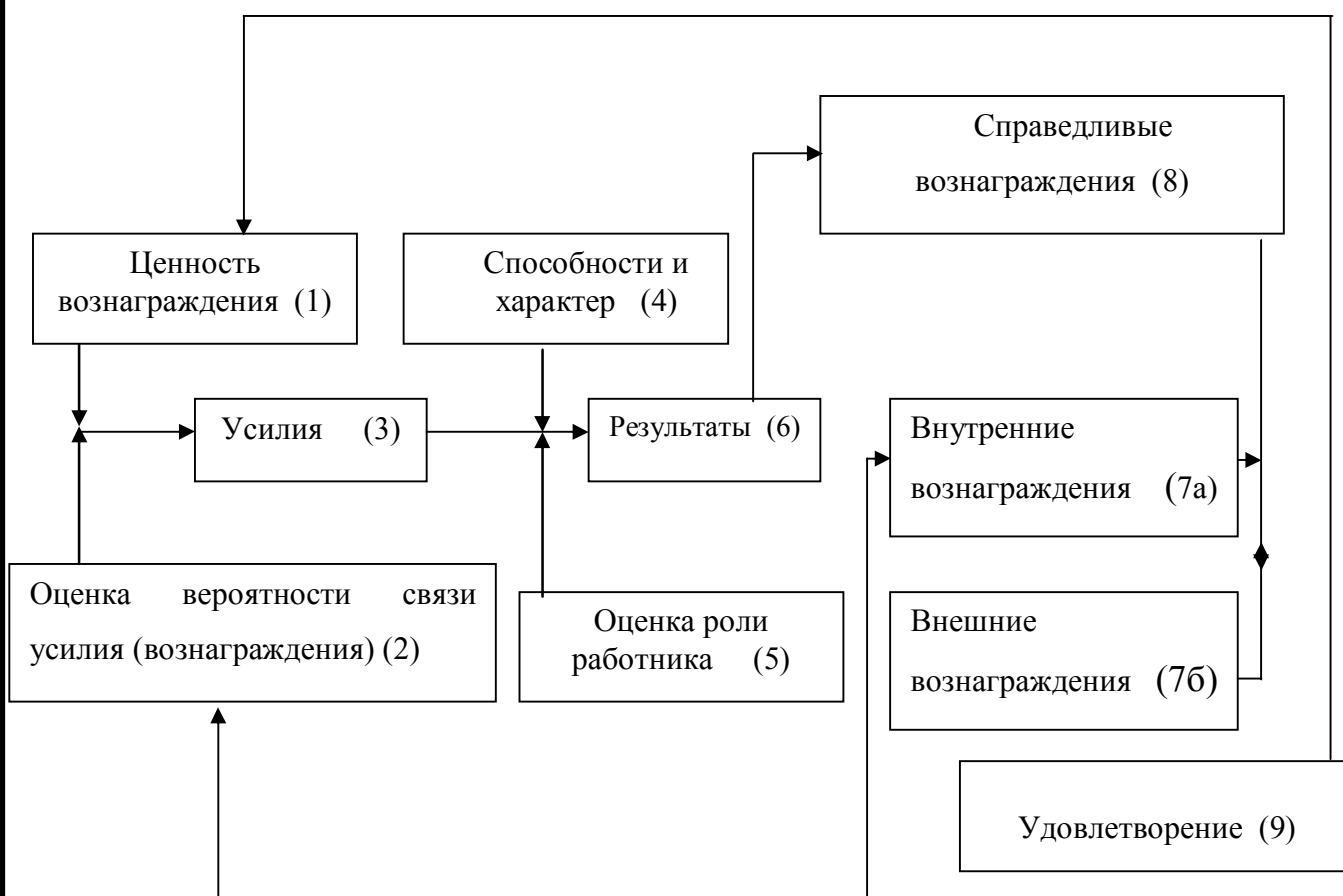 Справедливые
вознаграждения (8)
Ценность
вознаграждения (1)
Способности и
характер (4)
Усилия (3)
Результаты (6)
Внутренние
вознаграждения (7а)
Оценка вероятности связи
усилия (вознаграждения) (2)
Оценка роли
работника (5)
Внешние
вознаграждения (7б)
Удовлетворение (9)